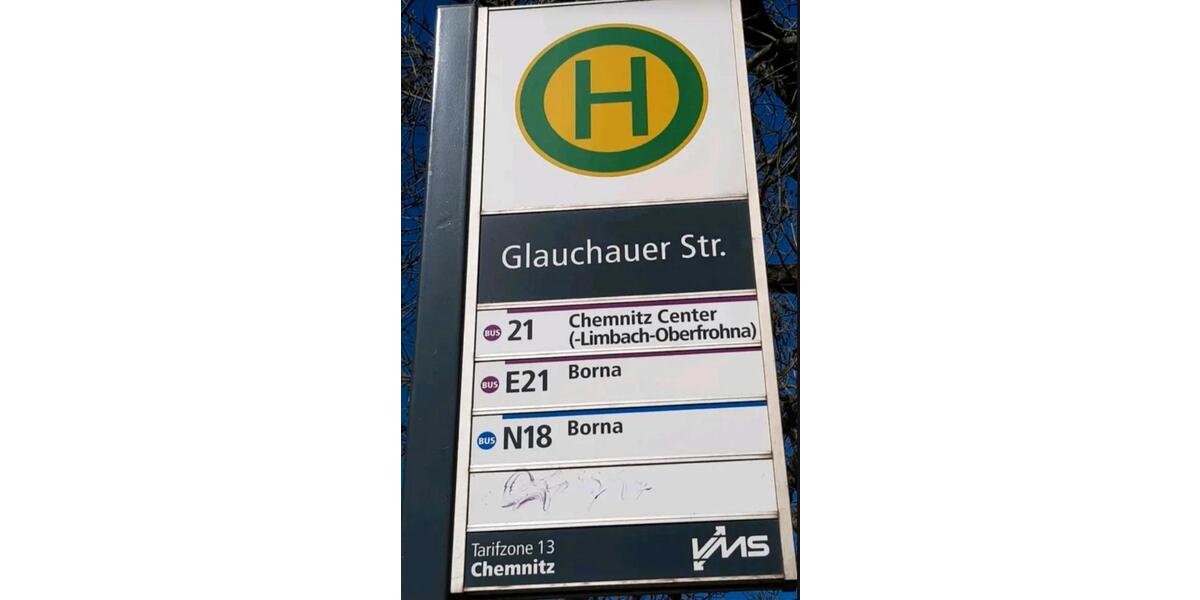 H
Glauchauer Str.
BUS 21 Chemnitz Center
(-Limbach-Oberfrohna)
BUS E21 Borna
BUS N18 Borna
Tarifzone 13
Chemnitz
VMS